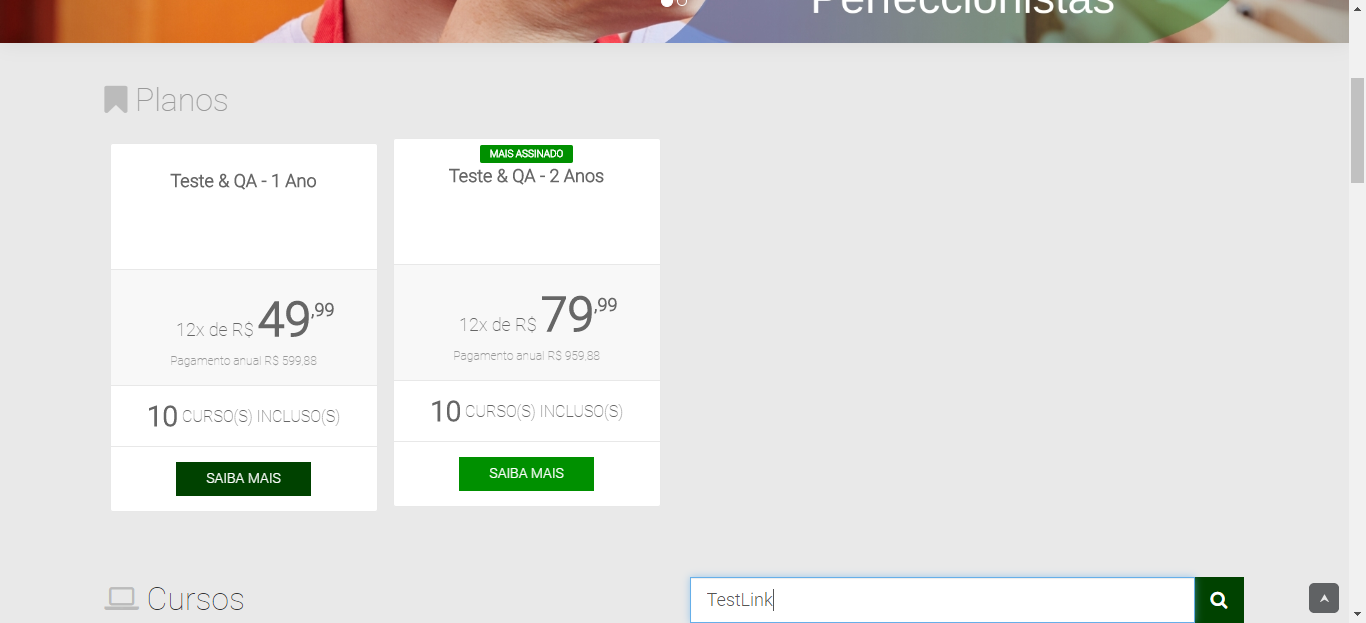 Perfeccionistas
Planos
Teste & QA - 1 Ano
12x de R$ 49,99
Pagamento anual R$ 599,88
10 CURSO(S) INCLUSO(S)
SAIBA MAIS
MAIS ASSINADO
Teste & QA - 2 Anos
12x de R$ 79,99
Pagamento anual R$ 959,88
10 CURSO(S) INCLUSO(S)
SAIBA MAIS
Cursos
TestLink